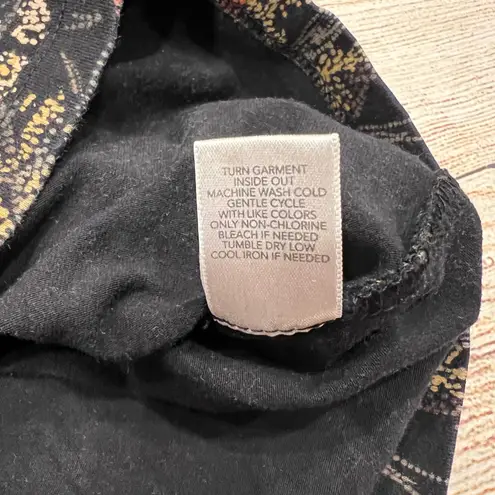 TURN GARMENT
INSIDE OUT
MACHINE WASH COLD
GENTLE CYCLE
WITH LIKE COLORS
ONLY NON-CHLORINE
BLEACH IF NEEDED
TUMBLE DRY LOW
COOL IRON IF NEEDED